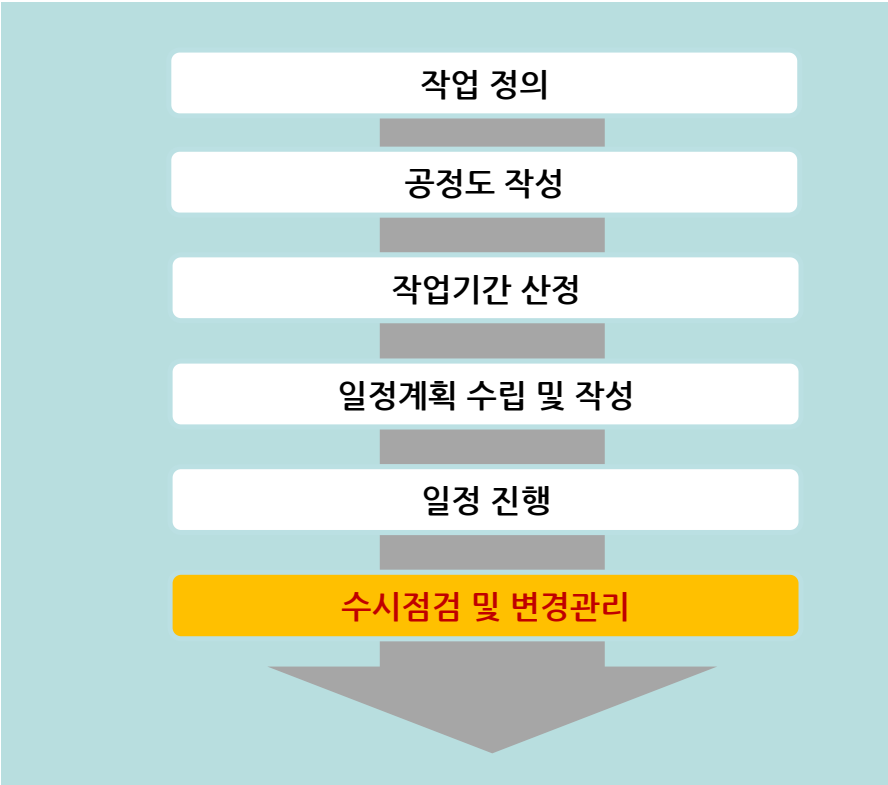 작업 정의
공정도 작성
작업기간 산정
일정계획 수립 및 작성
일정 진행
수시점검 및 변경관리